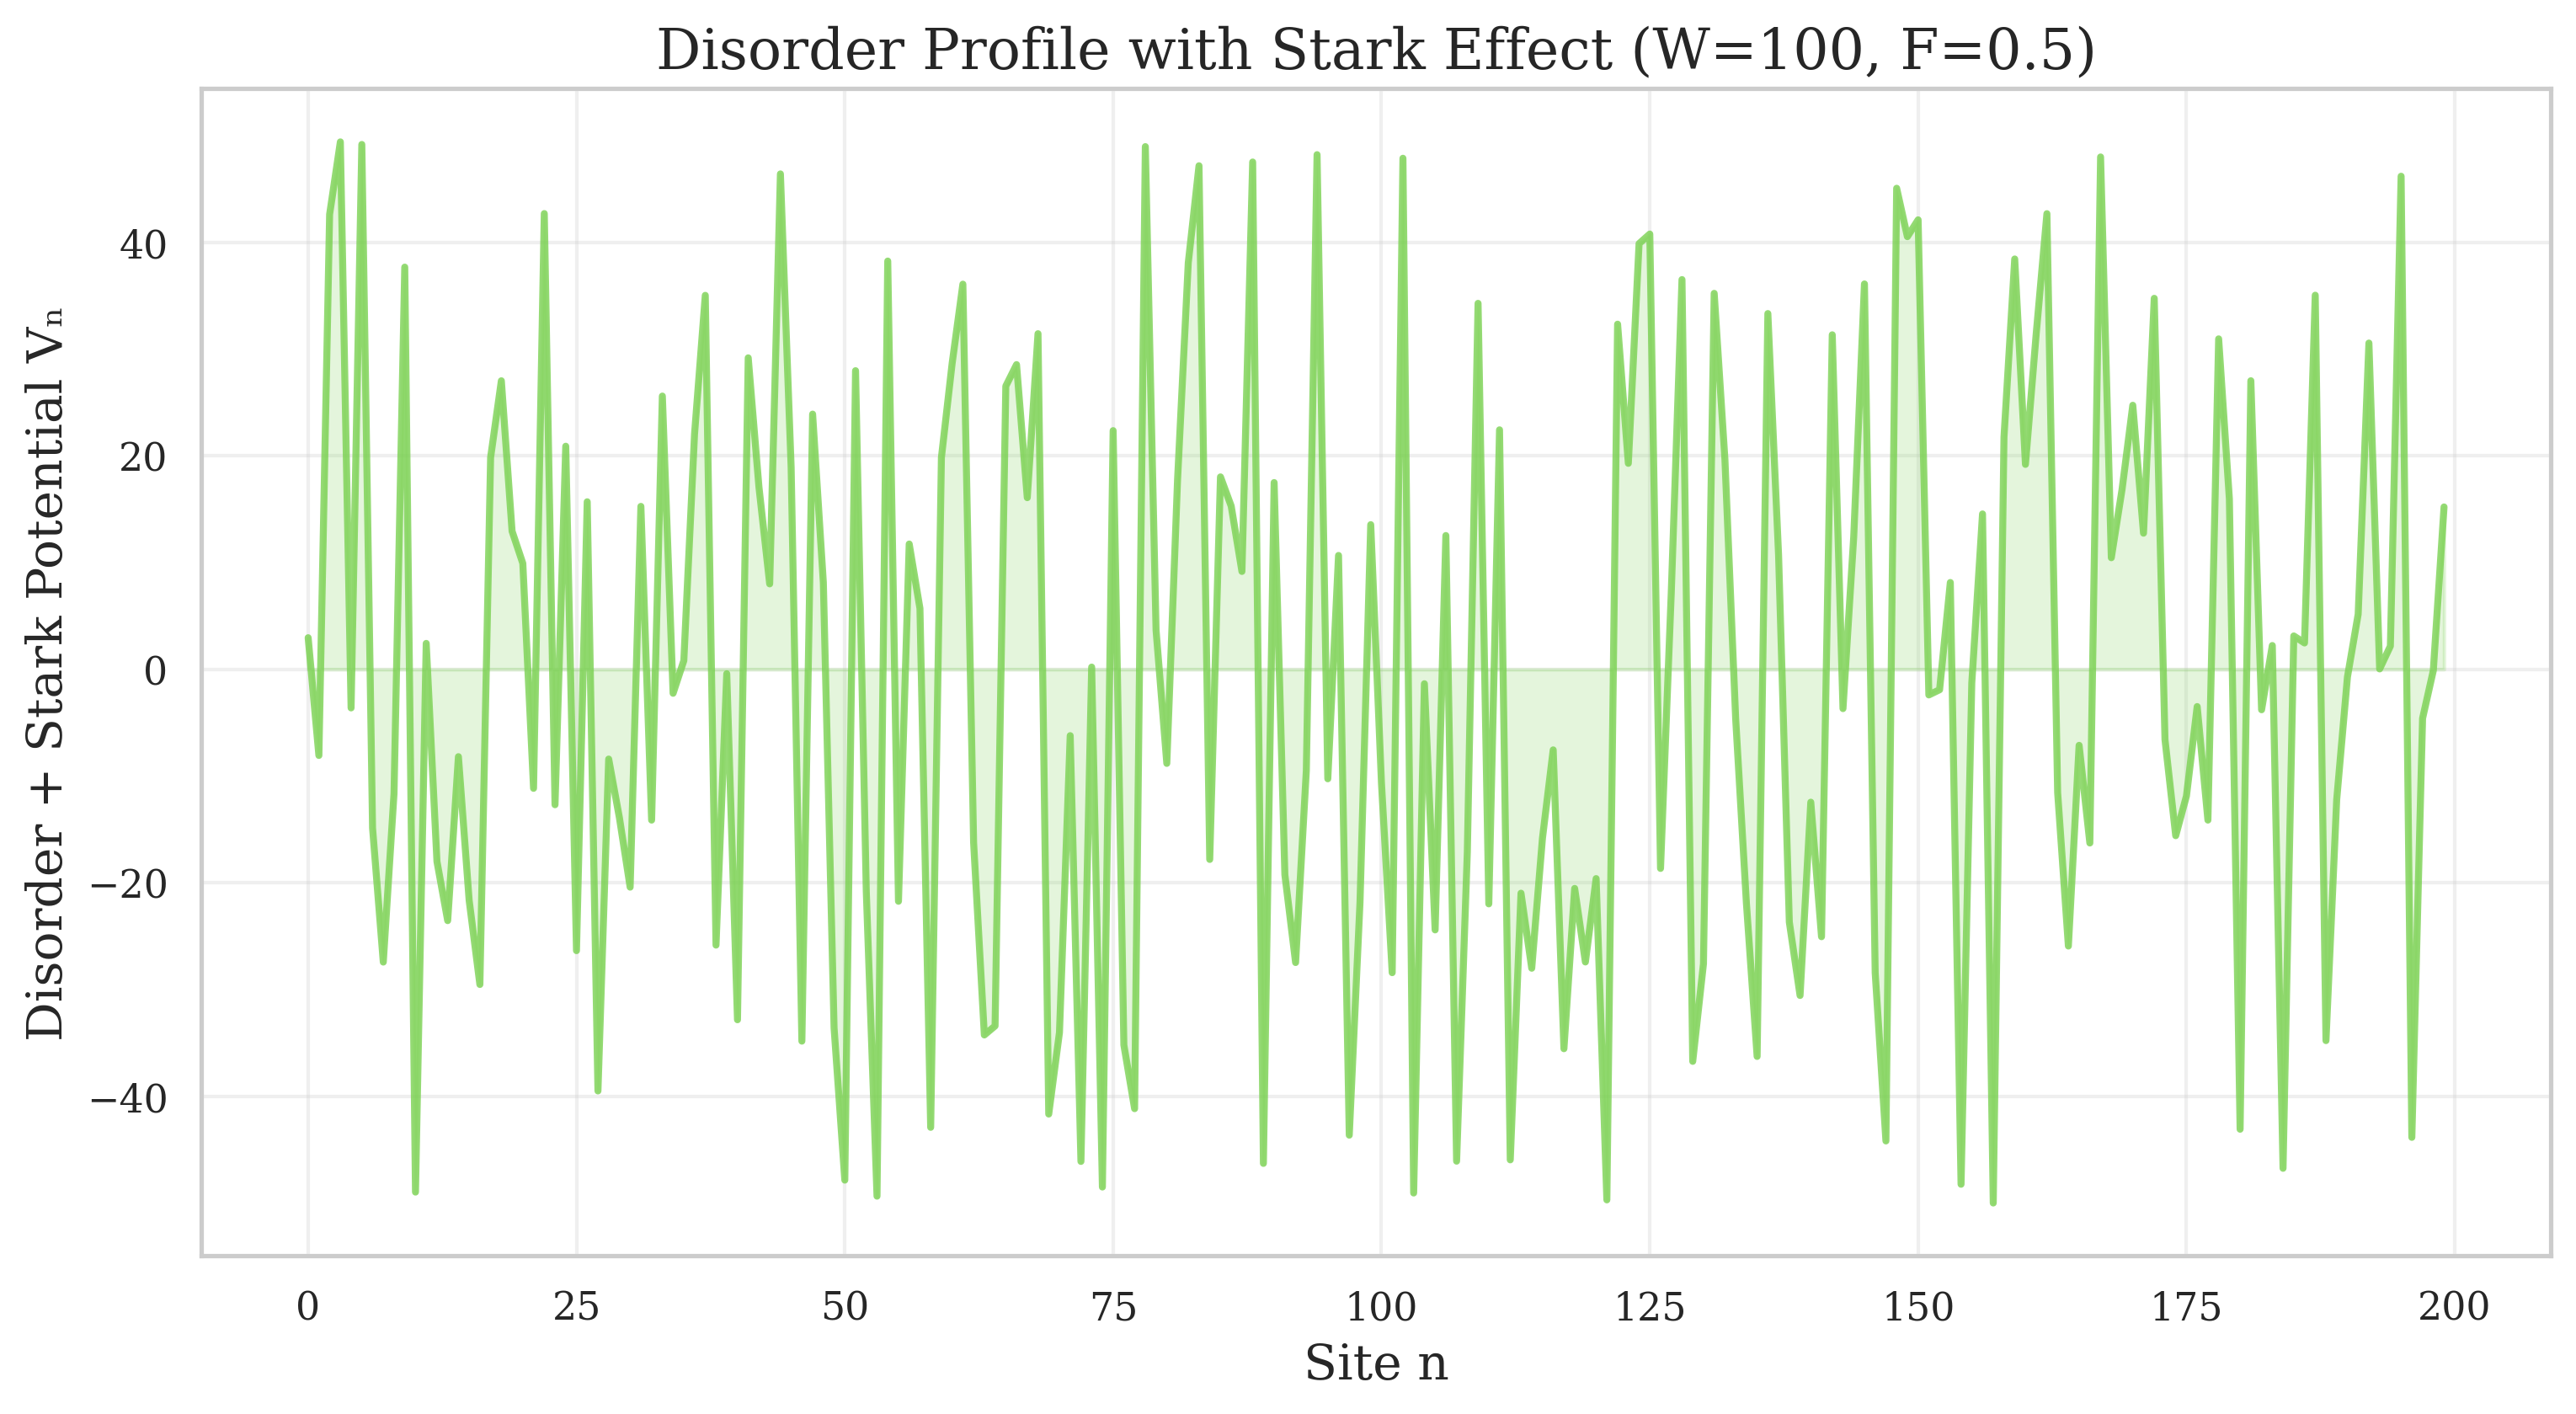 Disorder Profile with Stark Effect (W=100, F=0.5)
Disorder + Stark Potential Vₙ
40
20
0
−20
−40
0 25 50 75 100 125 150 175 200
Site n